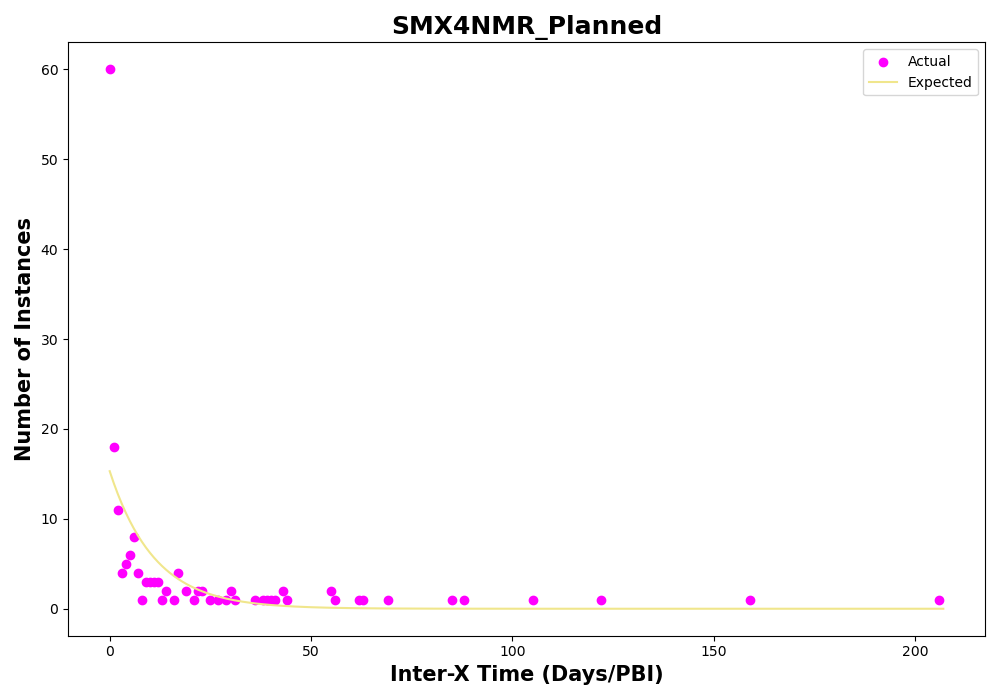 SMX4NMR_Planned
Actual
Expected
Number of Instances
60
50
40
30
20
10
0
0
50
100
150
200
Inter-X Time (Days/PBI)